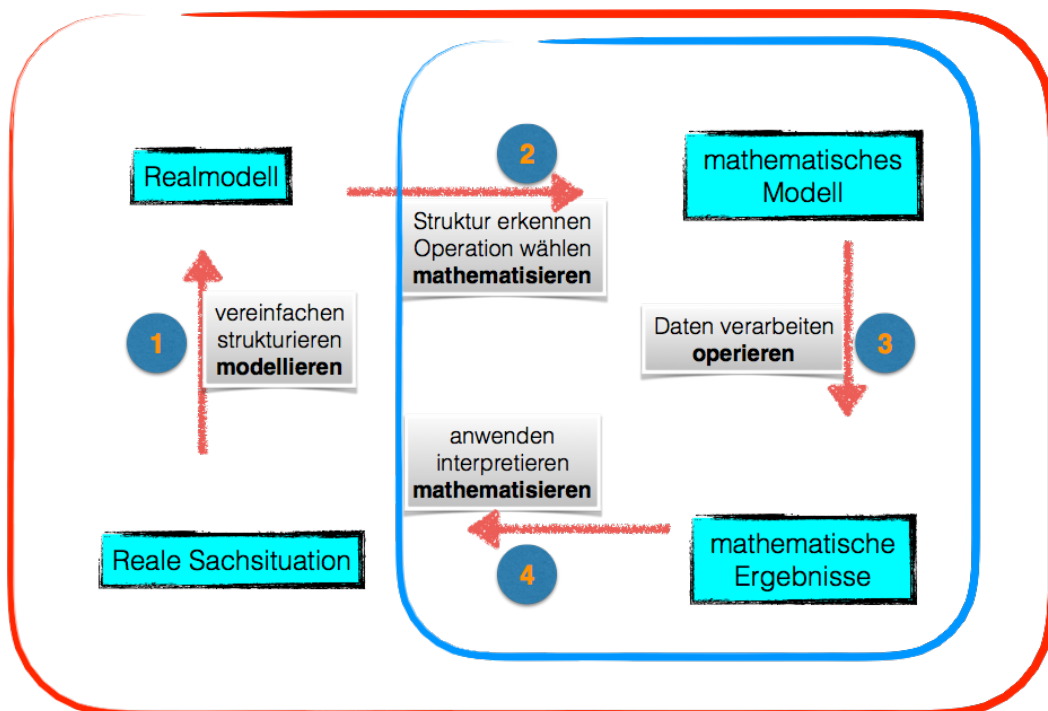 Realmodell
2
mathematisches
Modell
Struktur erkennen
Operation wählen
mathematisieren
1
vereinfachen
strukturieren
modellieren
Daten verarbeiten
operieren
3
anwenden
interpretieren
mathematisieren
Reale Sachsituation
4
mathematische
Ergebnisse